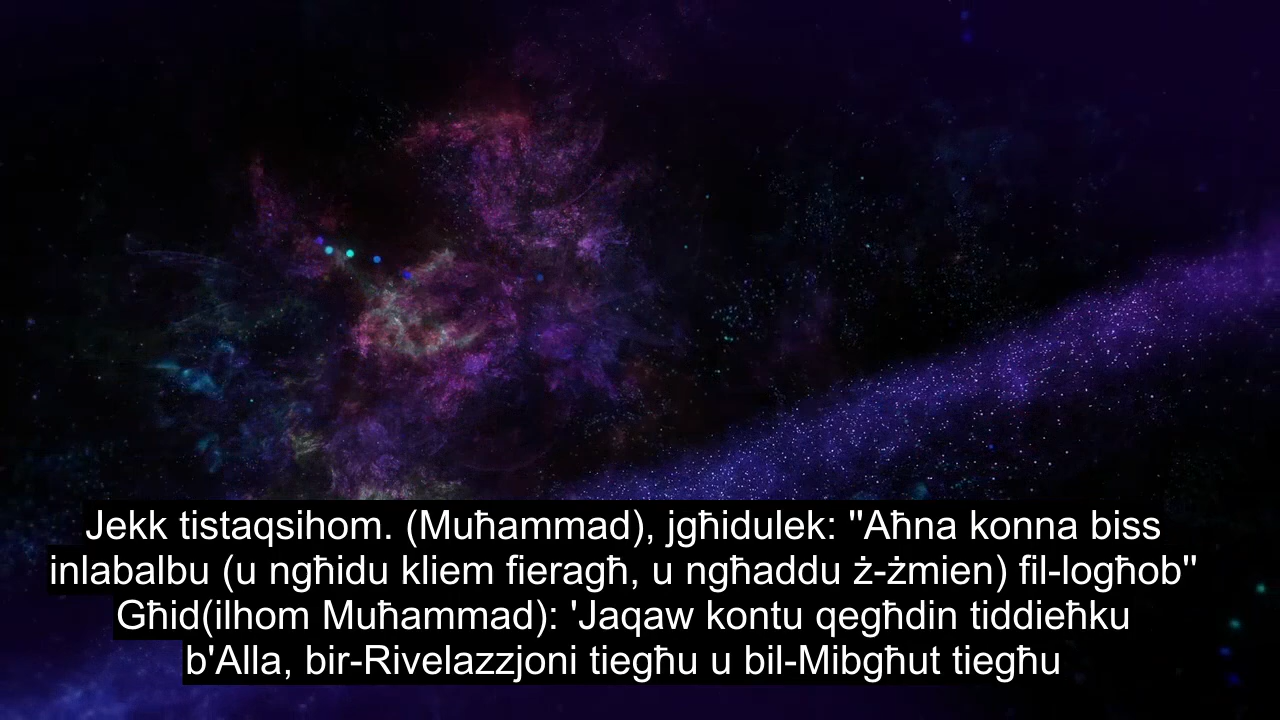 Jekk tistaqsihom. (Muħammad), jgħidulek: "Aħna konna biss
inlabalbu (u ngħidu kliem fieragħ, u ngħaddu ż-żmien) fil-logħob"
Għid(ilhom Muħammad): 'Jaqaw kontu qegħdin tiddieħku
b'Alla, bir-Rivelazzjoni tiegħu u bil-Mibgħut tiegħu